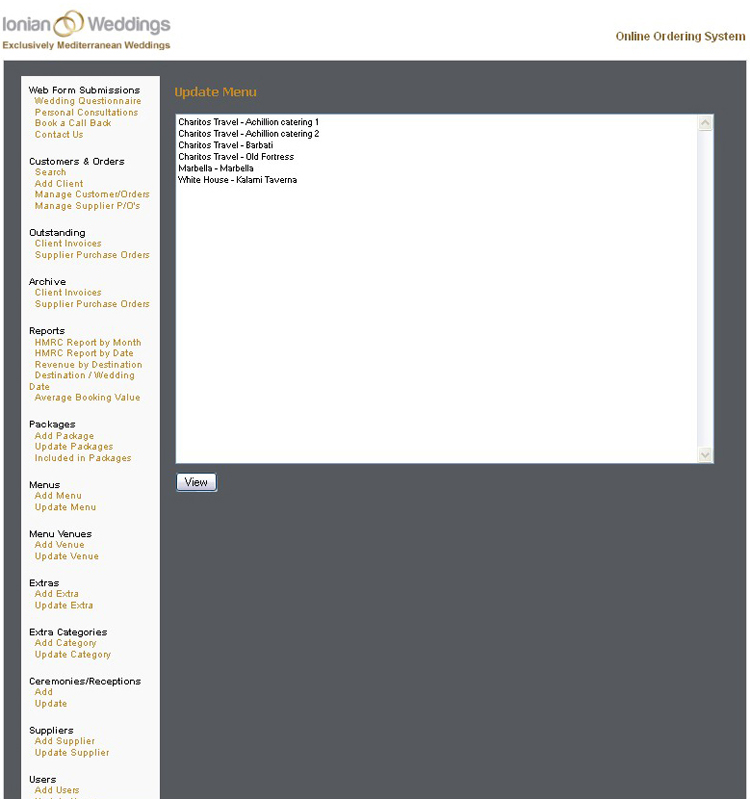 Ionian Weddings
Exclusively Mediterranean Weddings
Online Ordering System
Web Form Submissions
Wedding Questionnaire
Personal Consultations
Book a Call Back
Contact Us
Customers & Orders
Search
Add Client
Manage Customer/Orders
Manage Supplier P/O's
Outstanding
Client Invoices
Supplier Purchase Orders
Archive
Client Invoices
Supplier Purchase Orders
Reports
HMRC Report by Month
HMRC Report by Date
Revenue by Destination
Destination / Wedding
Date
Average Booking Value
Packages
Add Package
Update Packages
Included in Packages
Menus
Add Menu
Update Menu
Menu Venues
Add Venue
Update Venue
Extras
Add Extra
Update Extra
Extra Categories
Add Category
Update Category
Ceremonies/Receptions
Add
Update
Suppliers
Add Supplier
Update Supplier
Users
Add Users
Update Menu
Charitos Travel - Achillion catering 1
Charitos Travel - Achillion catering 2
Charitos Travel - Barbati
Charitos Travel - Old Fortress
Marbella - Marbella
White House - Kalami Taverna
View